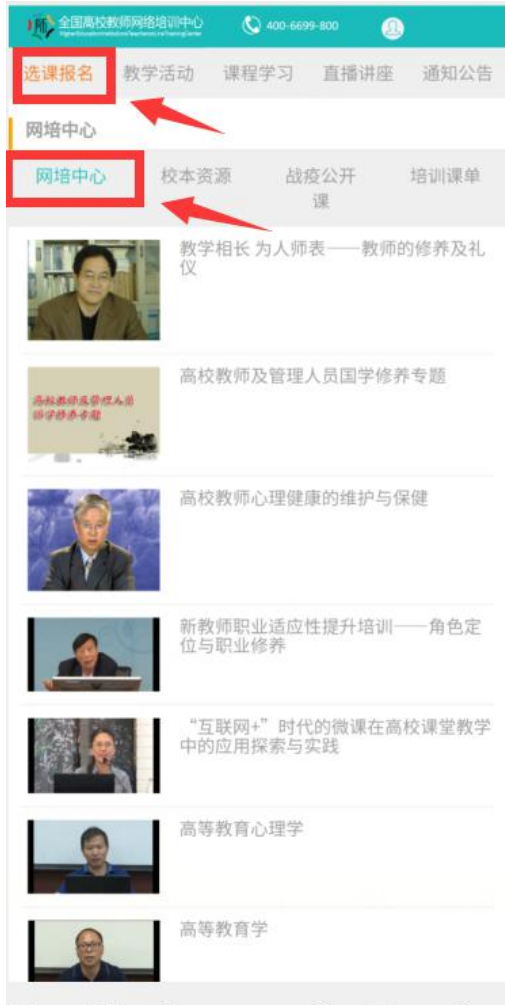 全国高校教师网络培训中心
400-6699-800
选课报名 教学活动 课程学习 直播讲座 通知公告
网培中心
网培中心 校本资源 战疫公开 培训课单
课
教学相长 为人师表——教师的修养及礼
仪
高校教师及管理人员国学修养专题
高校教师及管理人员
国学修养专题
高校教师心理健康的维护与保健
新教师职业适应性提升培训——角色定
位与职业修养
“互联网+”时代的微课在高校课堂教学
中的应用探索与实践
高等教育心理学
高等教育学